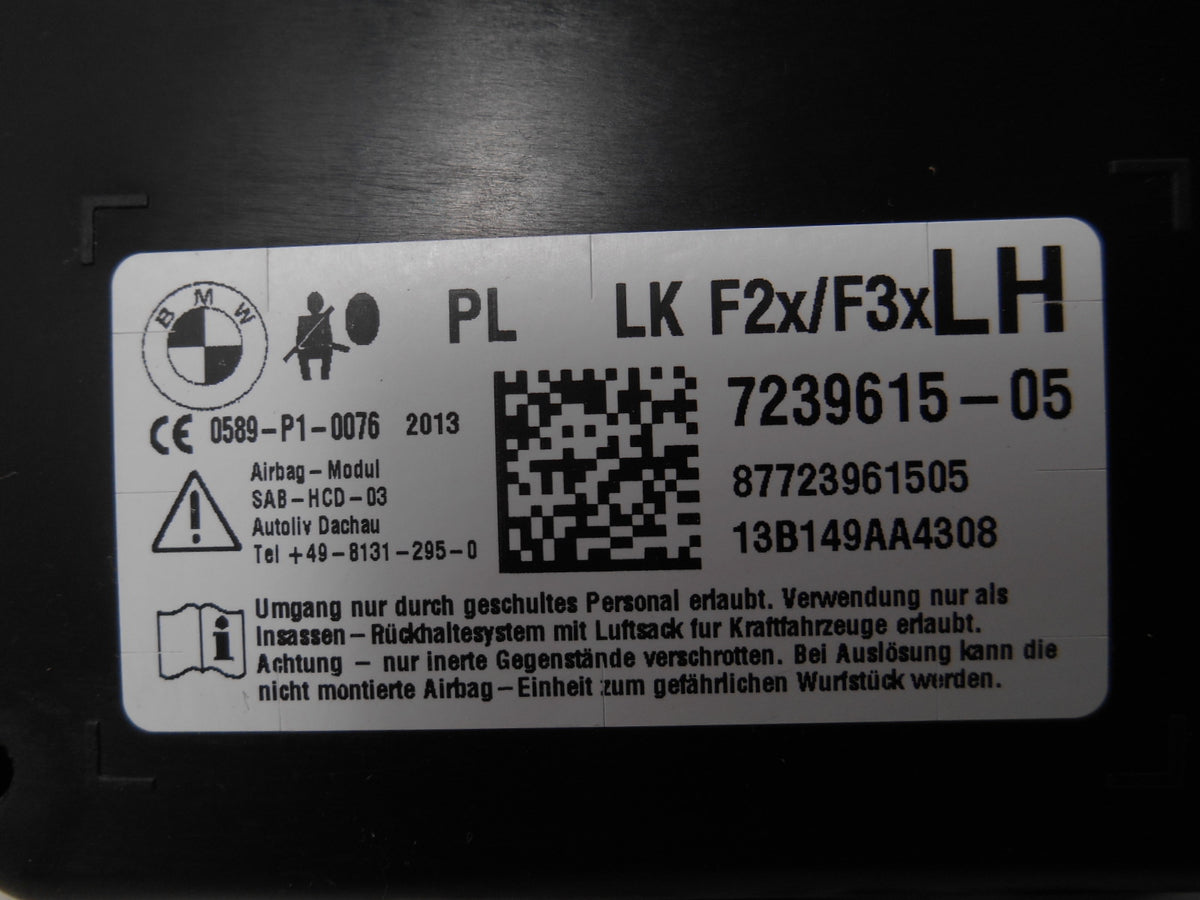 BMW
PL LK F2x/F3x LH
7239615-05
CE 0589-P1-0076 2013
87723961505
13B149AA4308
Airbag-Modul
SAB-HCD-03
Autoliv Dachau
Tel +49-8131-295-0
Umgang nur durch geschultes Personal erlaubt. Verwendung nur als
Insassen-Rückhaltesystem mit Luftsack fur Kraftfahrzeuge erlaubt.
Achtung - nur inerte Gegenstände verschrotten. Bei Auslösung kann die
nicht montierte Airbag-Einheit zum gefährlichen Wurfstück werden.